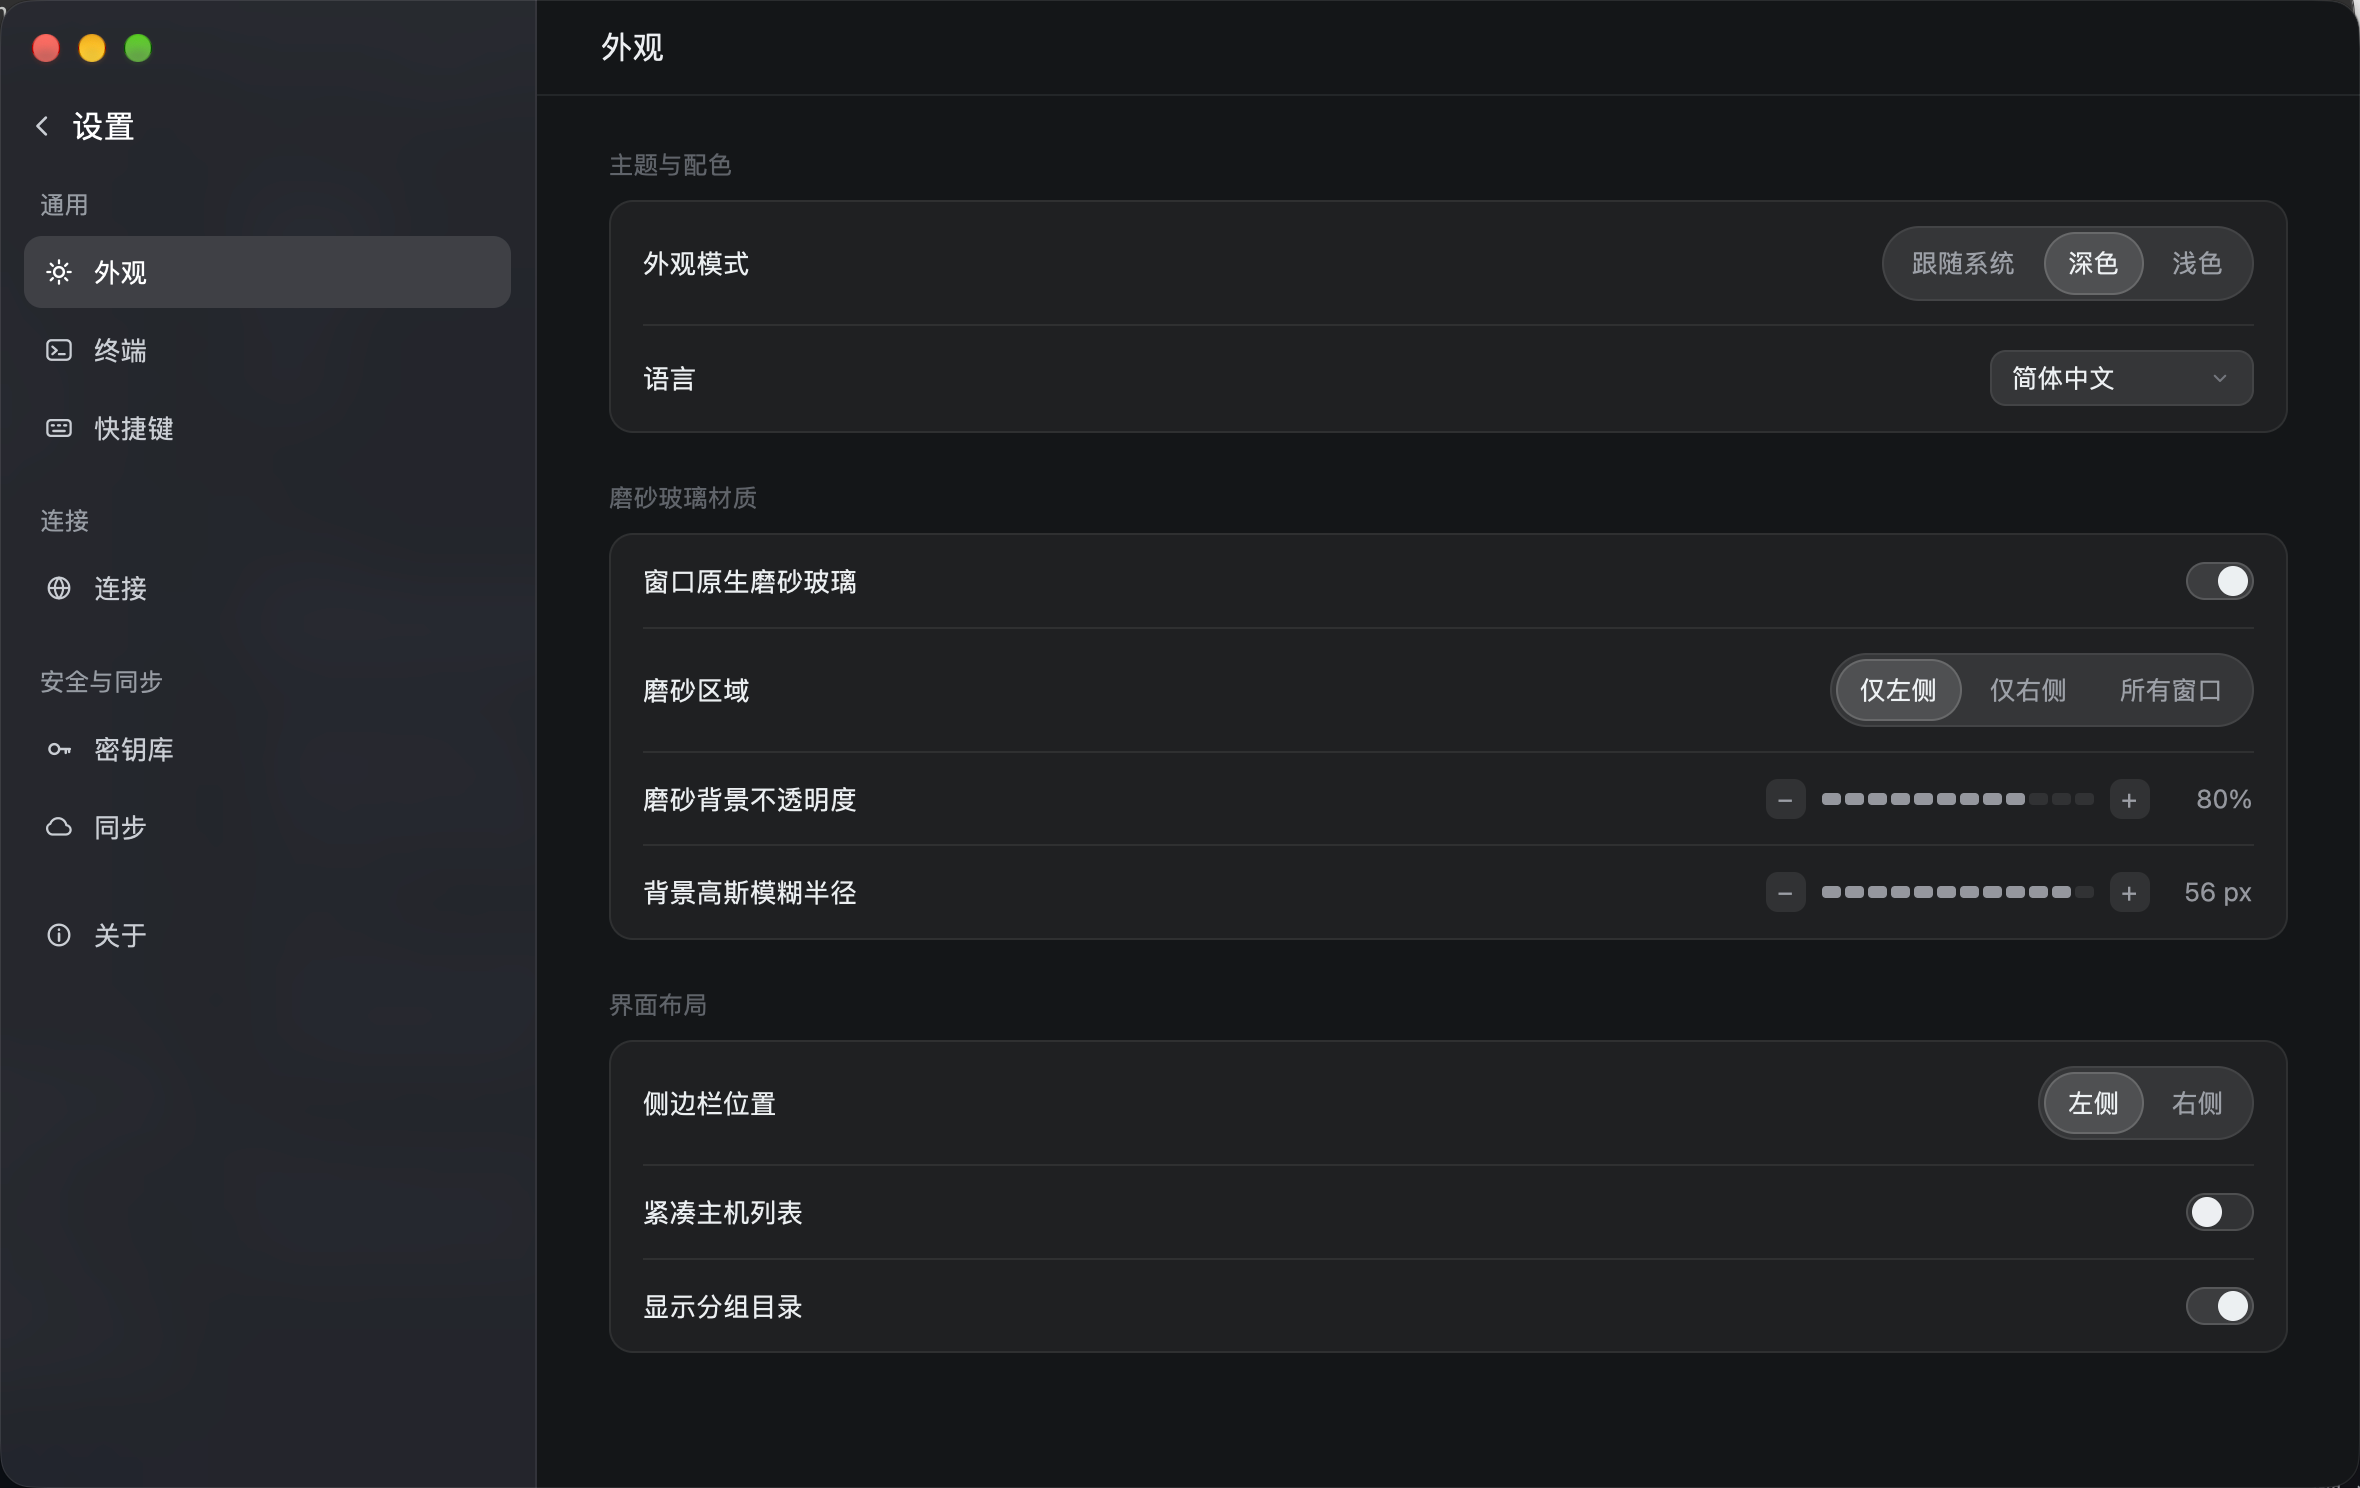 设置
通用
外观
终端
快捷键
连接
连接
安全与同步
密钥库
同步
关于
外观
主题与配色
外观模式 跟随系统 深色 浅色
语言 简体中文
磨砂玻璃材质
窗口原生磨砂玻璃
磨砂区域 仅左侧 仅右侧 所有窗口
磨砂背景不透明度 − + 80%
背景高斯模糊半径 − + 56 px
界面布局
侧边栏位置 左侧 右侧
紧凑主机列表
显示分组目录